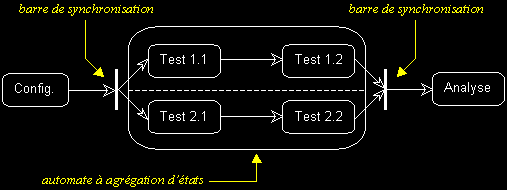 barre de synchronisation
barre de synchronisation
Test 1.1
Test 1.2
Config.
Analyse
Test 2.1
Test 2.2
automate à agrégation d'états